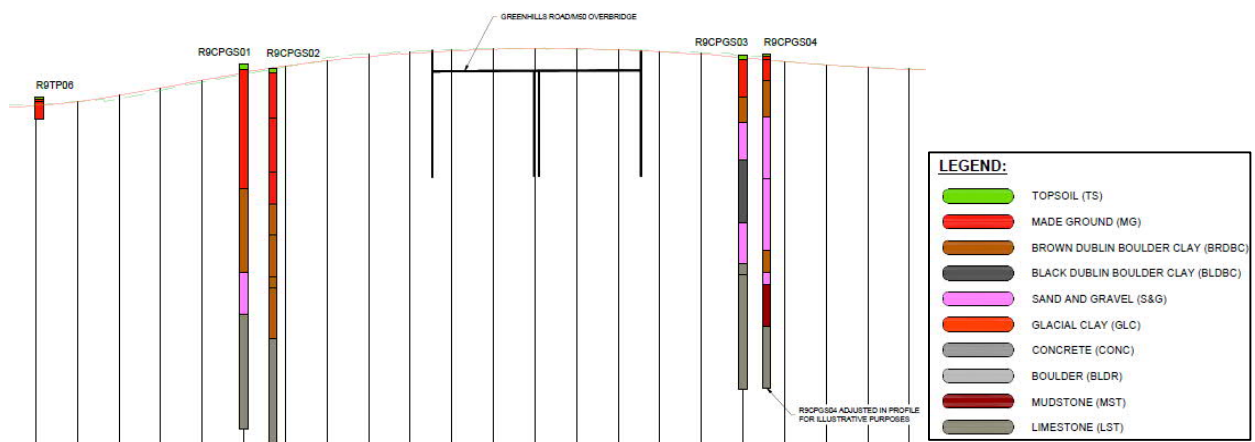 GREENHILLS ROAD/M50 OVERBRIDGE
R9CPGS01
R9CPGS02
R9CPGS03
R9CPGS04
R9TP06
LEGEND:
TOPSOIL (TS)
MADE GROUND (MG)
BROWN DUBLIN BOULDER CLAY (BRDBC)
BLACK DUBLIN BOULDER CLAY (BLDBC)
SAND AND GRAVEL (S&G)
GLACIAL CLAY (GLC)
CONCRETE (CONC)
BOULDER (BLDR)
MUDSTONE (MST)
LIMESTONE (LST)
R9CPGS04 ADJUSTED IN PROFILE
FOR ILLUSTRATIVE PURPOSES